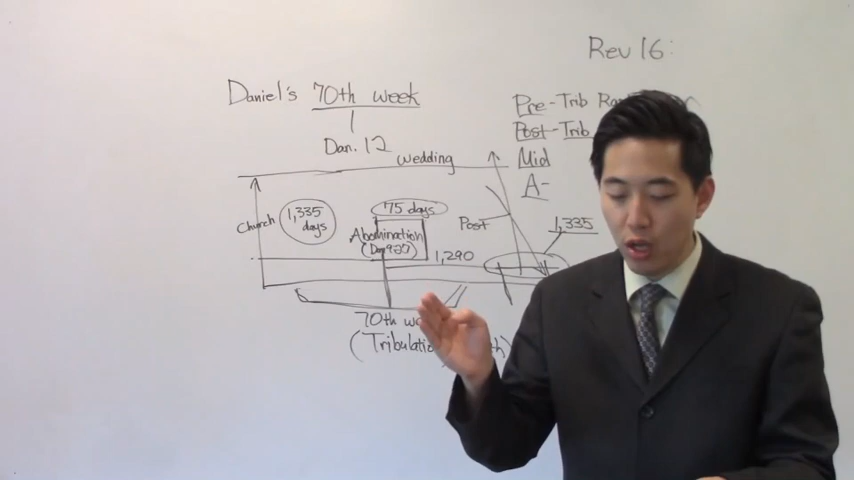 Rev 16:
Daniel's 70th week
Dan. 12
Pre-Trib
Post-Trib
Mid
A-
wedding
Church
1,335 days
75 days
Abomination
Post
1,335
1,290
70th